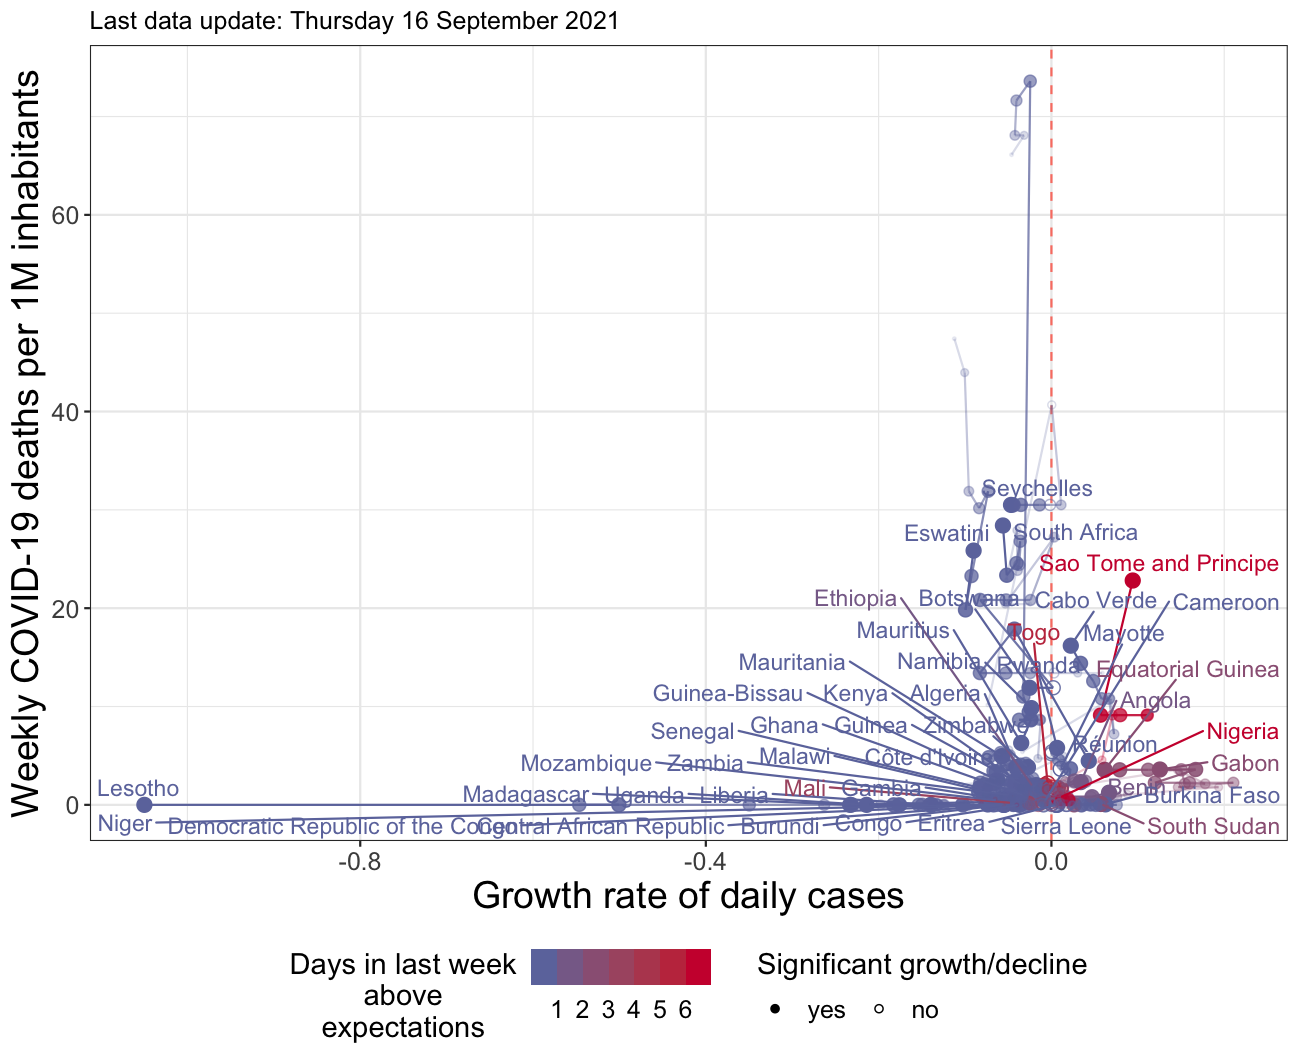 Last data update: Thursday 16 September 2021
Weekly COVID-19 deaths per 1M inhabitants
60
40
20
0
Seychelles
Eswatini
South Africa
Sao Tome and Principe
Ethiopia
Botswana
Cabo Verde
Cameroon
Mauritius
Togo
Mayotte
Mauritania
Namibia
Rwanda
Equatorial Guinea
Guinea-Bissau
Kenya
Algeria
Angola
Senegal
Ghana
Guinea
Zimbabwe
Nigeria
Mozambique
Zambia
Malawi
Côte d'Ivoire
Réunion
Gabon
Lesotho
Madagascar
Uganda
Liberia
Mali
Gambia
Benin
Burkina Faso
Niger
Democratic Republic of the Congo
Central African Republic
Burundi
Congo
Eritrea
Sierra Leone
South Sudan
-0.8
-0.4
0.0
Growth rate of daily cases
Days in last week
above
expectations
1 2 3 4 5 6
Significant growth/decline
yes
no